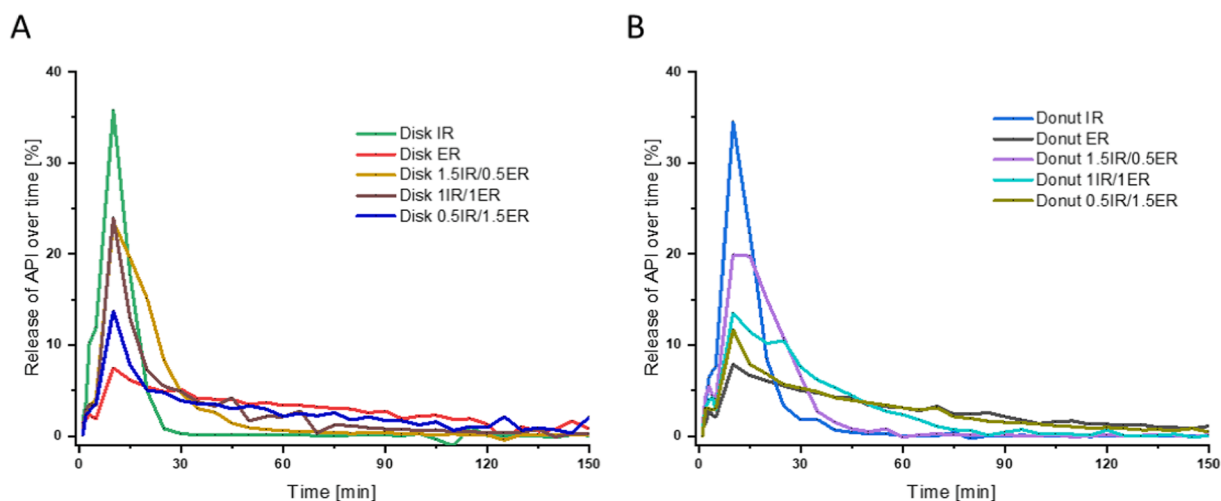 A
Release of API over time [%]
40
30
20
10
0
Disk IR
Disk ER
Disk 1.5IR/0.5ER
Disk 1IR/1ER
Disk 0.5IR/1.5ER
0
30
60
90
120
150
Time [min]
B
Release of API over time [%]
40
30
20
10
0
Donut IR
Donut ER
Donut 1.5IR/0.5ER
Donut 1IR/1ER
Donut 0.5IR/1.5ER
0
30
60
90
120
150
Time [min]